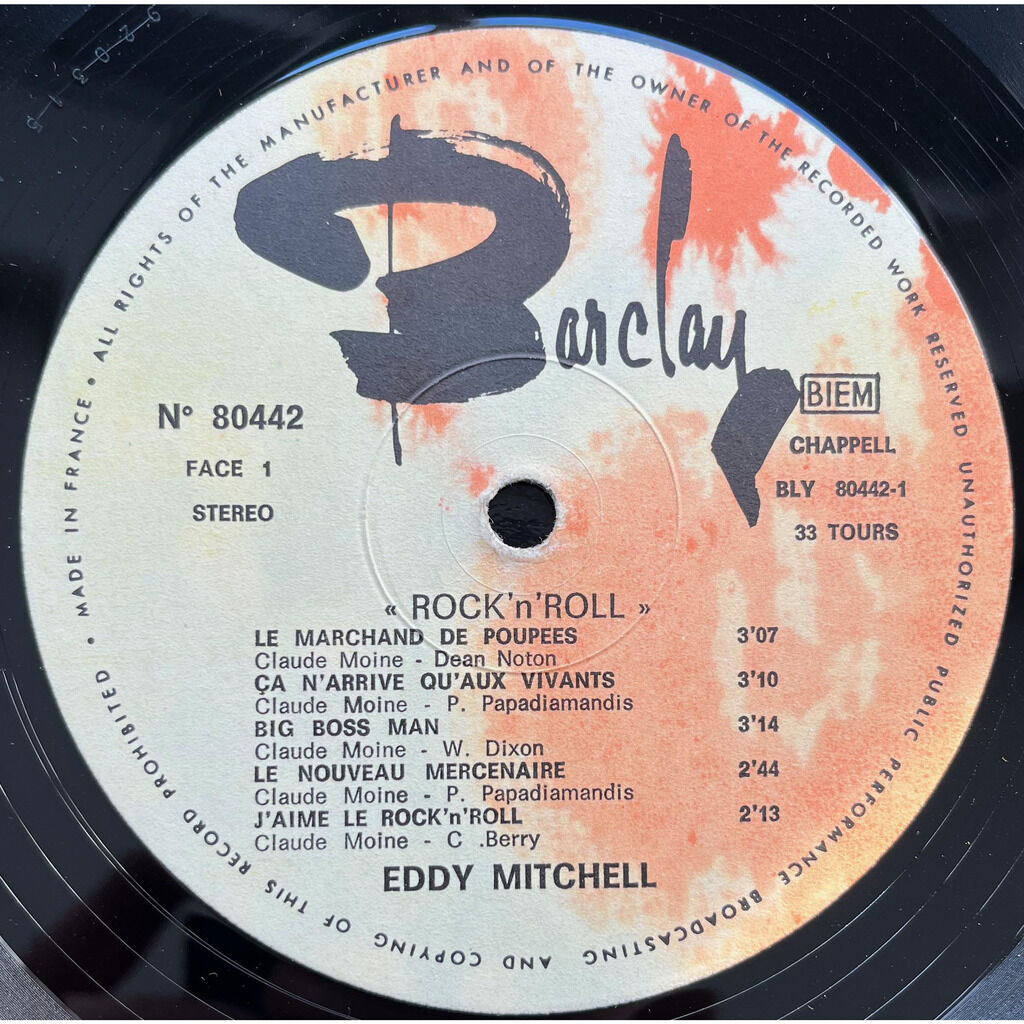 • MADE IN FRANCE • ALL RIGHTS OF THE MANUFACTURER AND OF THE OWNER OF THE RECORDED WORK RESERVED UNAUTHORIZED PUBLIC PERFORMANCE BROADCASTING AND COPYING OF THIS RECORD PROHIBITED
Barclay
N° 80442
FACE 1
STEREO
BIEM
CHAPPELL
BLY 80442-1
33 TOURS
« ROCK'n'ROLL »
LE MARCHAND DE POUPEES 3'07
Claude Moine - Dean Noton
ÇA N'ARRIVE QU'AUX VIVANTS 3'10
Claude Moine - P. Papadiamandis
BIG BOSS MAN 3'14
Claude Moine - W. Dixon
LE NOUVEAU MERCENAIRE 2'44
Claude Moine - P. Papadiamandis
J'AIME LE ROCK'n'ROLL 2'13
Claude Moine - C .Berry
EDDY MITCHELL